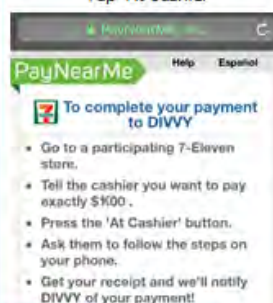 PayNearMe
Help Español
To complete your payment
to DIVVY
• Go to a participating 7-Eleven
store.
• Tell the cashier you want to pay
exactly $100 .
• Press the 'At Cashier' button.
• Ask them to follow the steps on
your phone.
• Get your receipt and we'll notify
DIVVY of your payment!